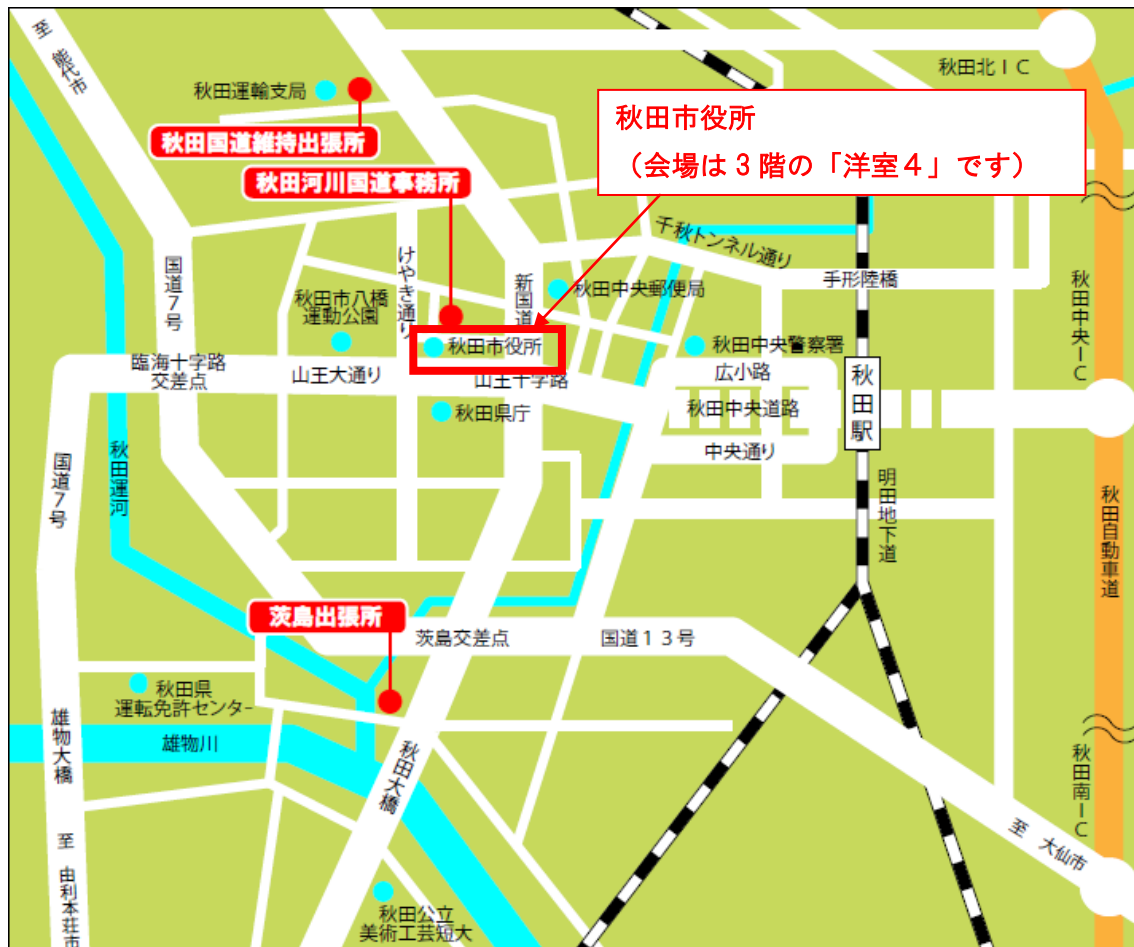 至 能代市
秋田北ＩＣ
秋田運輸支局
秋田市役所
（会場は３階の「洋室４」です）
秋田国道維持出張所
秋田河川国道事務所
千秋トンネル通り
けやき通り
国道７号
新国道
手形陸橋
秋田中央ＩＣ
秋田中央郵便局
秋田市八橋
運動公園
秋田市役所
秋田中央警察署
臨海十字路
交差点
山王大通り
山王十字路
広小路
秋田駅
秋田県庁
秋田中央道路
中央通り
国道７号
秋田運河
明田地下道
秋田自動車道
茨島出張所
茨島交差点
国道１３号
秋田県
運転免許センター
雄物大橋
雄物川
秋田大橋
秋田南ＩＣ
至 大仙市
至 由利本荘市
秋田公立
美術工芸短大